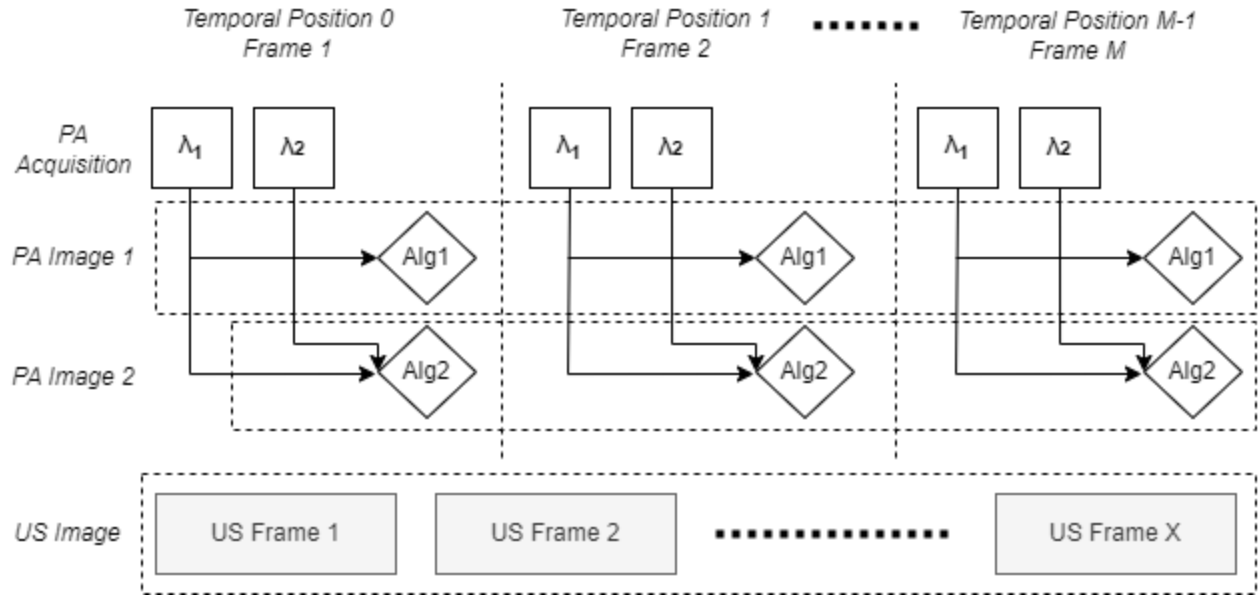 Temporal Position 0
Frame 1
Temporal Position 1
Frame 2
Temporal Position M-1
Frame M
PA
Acquisition
λ1
λ2
λ1
λ2
λ1
λ2
PA Image 1
Alg1
Alg1
Alg1
PA Image 2
Alg2
Alg2
Alg2
US Image
US Frame 1
US Frame 2
US Frame X